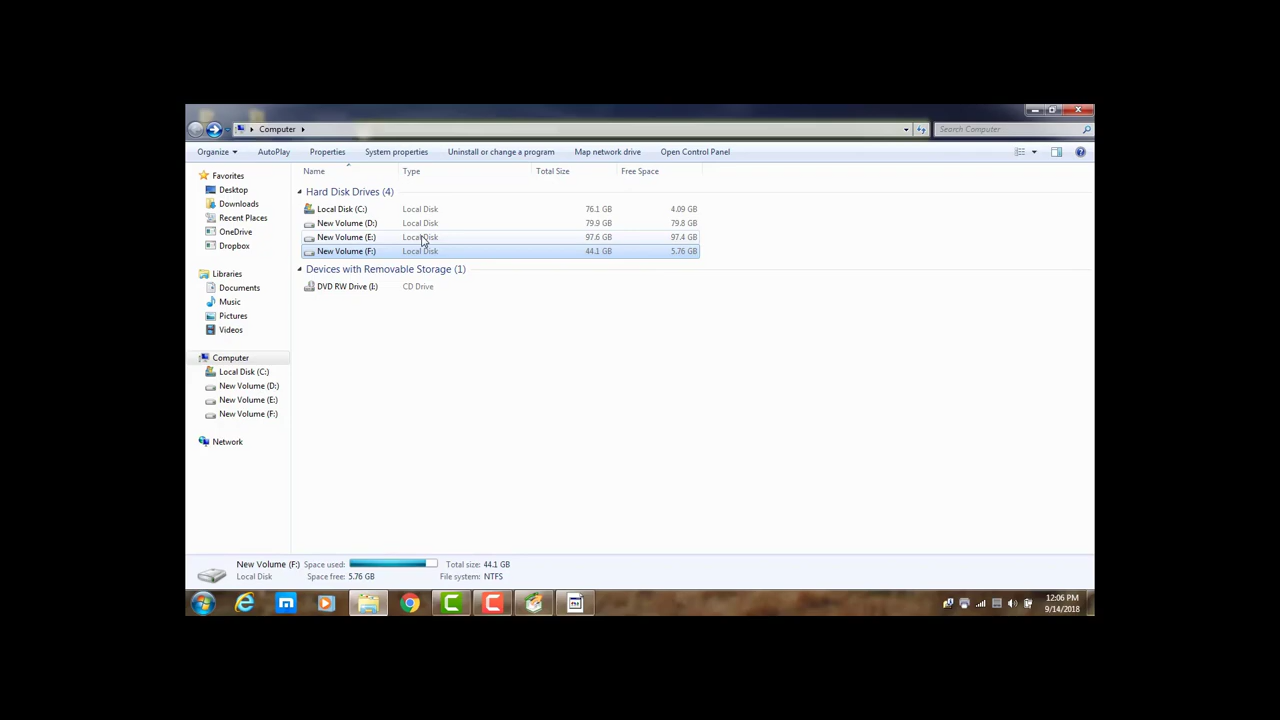 Computer
Search Computer
Organize AutoPlay Properties System properties Uninstall or change a program Map network drive Open Control Panel
Name Type Total Size Free Space
Favorites
Desktop
Downloads
Recent Places
OneDrive
Dropbox
Libraries
Documents
Music
Pictures
Videos
Computer
Local Disk (C:)
New Volume (D:)
New Volume (E:)
New Volume (F:)
Network
Hard Disk Drives (4)
Local Disk (C:) Local Disk 76.1 GB 4.09 GB
New Volume (D:) Local Disk 79.9 GB 79.8 GB
New Volume (E:) Local Disk 97.6 GB 97.4 GB
New Volume (F:) Local Disk 44.1 GB 5.76 GB
Devices with Removable Storage (1)
DVD RW Drive (I:) CD Drive
New Volume (F:) Space used: Total size: 44.1 GB
Local Disk Space free: 5.76 GB File system: NTFS
12:06 PM
9/14/2018